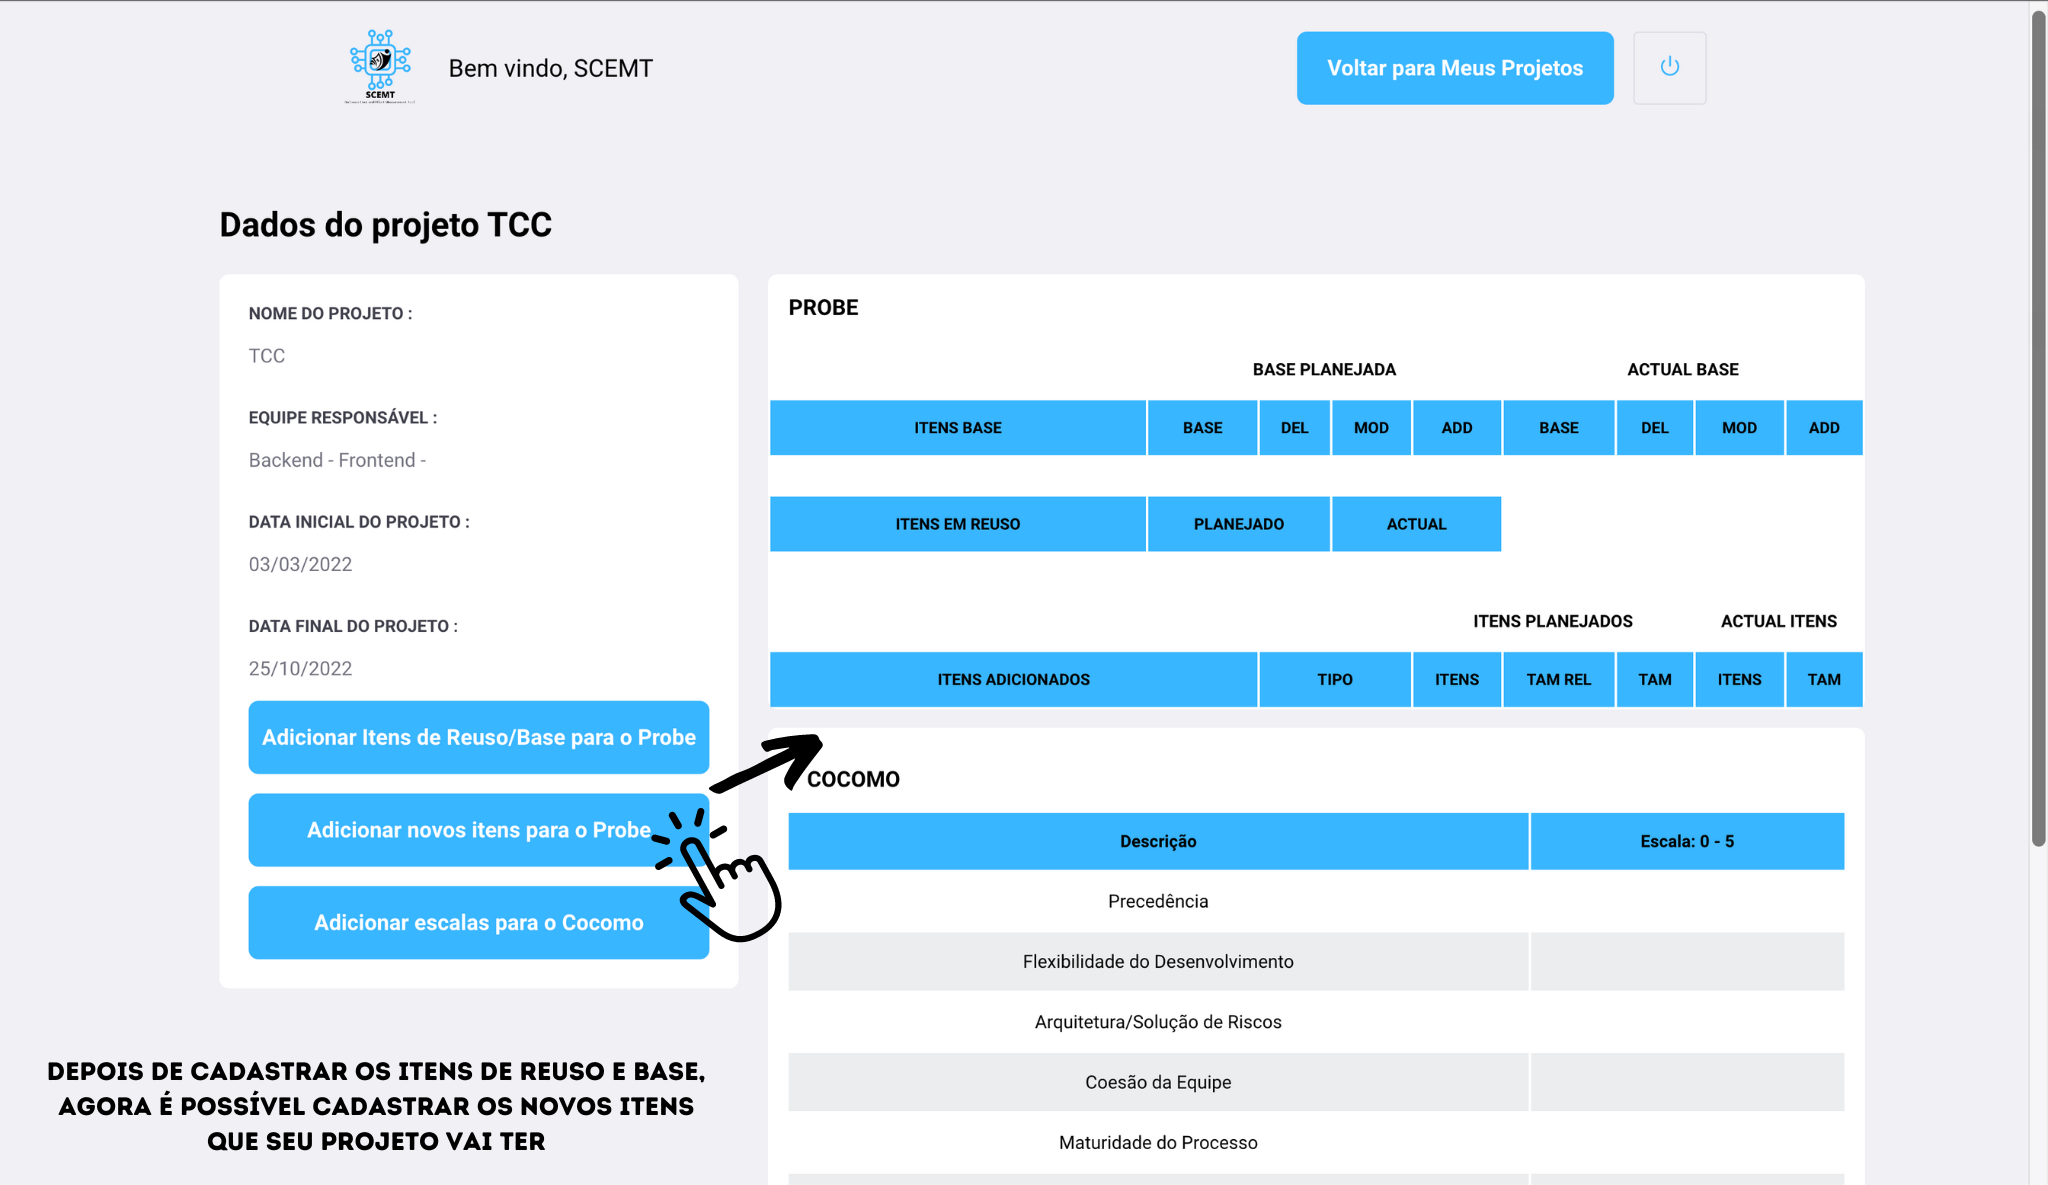 SCEMT
Bem vindo, SCEMT
Voltar para Meus Projetos
Dados do projeto TCC
NOME DO PROJETO :
TCC
EQUIPE RESPONSÁVEL :
Backend - Frontend -
DATA INICIAL DO PROJETO :
03/03/2022
DATA FINAL DO PROJETO :
25/10/2022
Adicionar Itens de Reuso/Base para o Probe
Adicionar novos itens para o Probe
Adicionar escalas para o Cocomo
DEPOIS DE CADASTRAR OS ITENS DE REUSO E BASE,
AGORA É POSSÍVEL CADASTRAR OS NOVOS ITENS
QUE SEU PROJETO VAI TER
PROBE
BASE PLANEJADA ACTUAL BASE
ITENS BASE BASE DEL MOD ADD BASE DEL MOD ADD
ITENS EM REUSO PLANEJADO ACTUAL
ITENS PLANEJADOS ACTUAL ITENS
ITENS ADICIONADOS TIPO ITENS TAM REL TAM ITENS TAM
COCOMO
Descrição Escala: 0 - 5
Precedência
Flexibilidade do Desenvolvimento
Arquitetura/Solução de Riscos
Coesão da Equipe
Maturidade do Processo